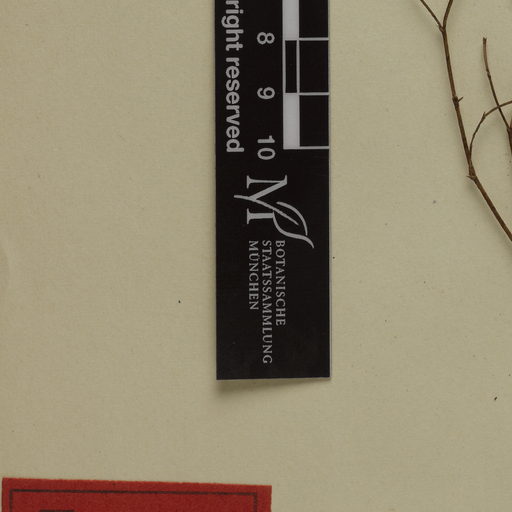 right reserved
8
9
10
M
BOTANISCHE
STAATSSAMMLUNG
MÜNCHEN